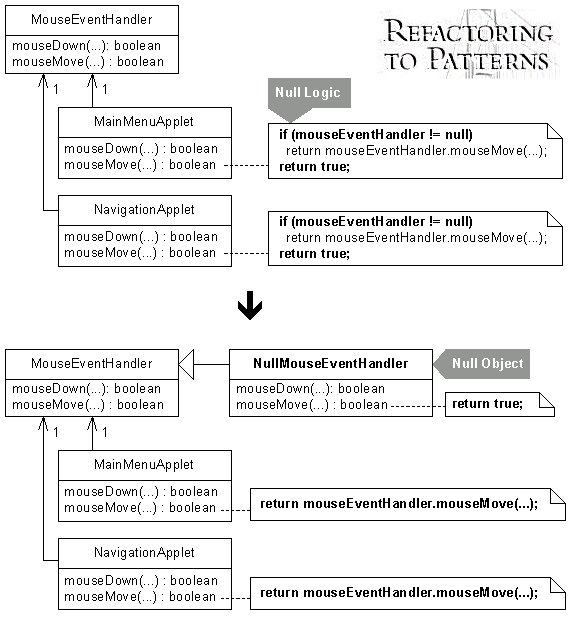 MouseEventHandler
mouseDown(...): boolean
mouseMove(...) : boolean
REFACTORING
TO PATTERNS
1
1
Null Logic
MainMenuApplet
mouseDown(...) : boolean
mouseMove(...) : boolean
if (mouseEventHandler != null)
return mouseEventHandler.mouseMove(...);
return true;
NavigationApplet
mouseDown(...) : boolean
mouseMove(...) : boolean
if (mouseEventHandler != null)
return mouseEventHandler.mouseMove(...);
return true;
MouseEventHandler
mouseDown(...): boolean
mouseMove(...) : boolean
NullMouseEventHandler
mouseDown(...): boolean
mouseMove(...) : boolean
Null Object
return true;
1
1
MainMenuApplet
mouseDown(...) : boolean
mouseMove(...) : boolean
return mouseEventHandler.mouseMove(...);
NavigationApplet
mouseDown(...) : boolean
mouseMove(...) : boolean
return mouseEventHandler.mouseMove(...);